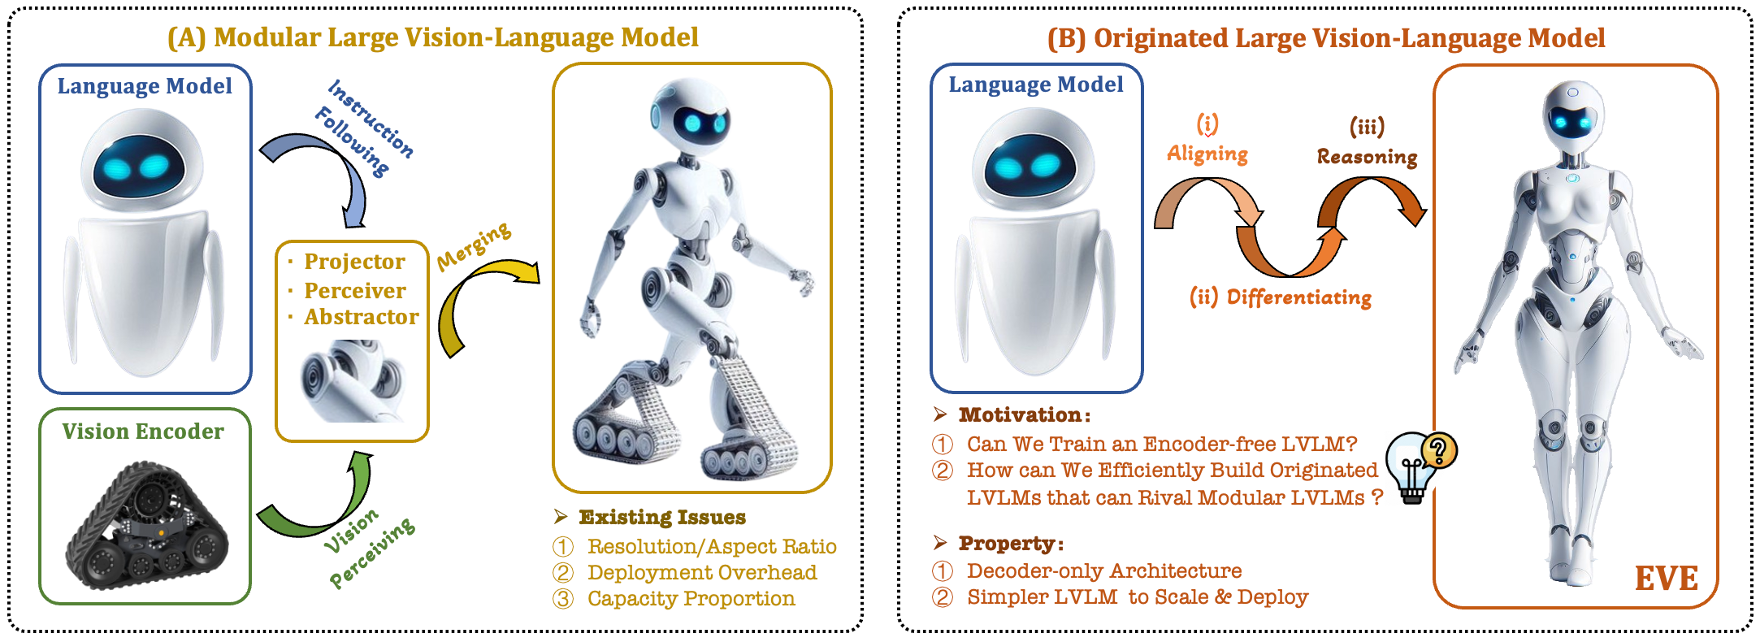 (A) Modular Large Vision-Language Model
Language Model
Instruction
Following
· Projector
· Perceiver
· Abstractor
Merging
Vision Encoder
Vision
Perceiving
➢ Existing Issues
① Resolution/Aspect Ratio
② Deployment Overhead
③ Capacity Proportion
(B) Originated Large Vision-Language Model
Language Model
(i)
Aligning
(ii) Differentiating
(iii)
Reasoning
➢ Motivation:
① Can We Train an Encoder-free LVLM?
② How can We Efficiently Build Originated
LVLMs that can Rival Modular LVLMs ?
?
➢ Property:
① Decoder-only Architecture
② Simpler LVLM to Scale & Deploy
EVE